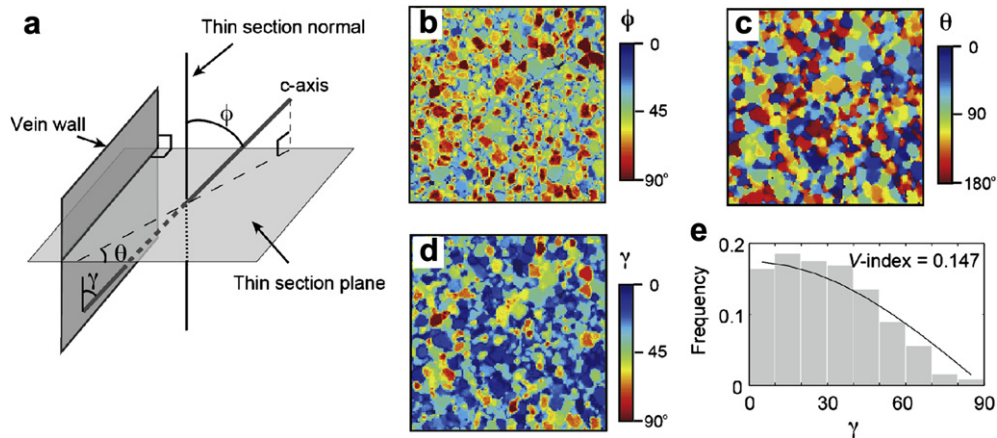 a
Thin section normal
c-axis
ϕ
Vein wall
θ
γ
Thin section plane
b
ϕ
0
45
90°
c
θ
0
90
180°
d
γ
0
45
90°
e
V-index = 0.147
0.2
0.1
0
Frequency
0 30 60 90
γ